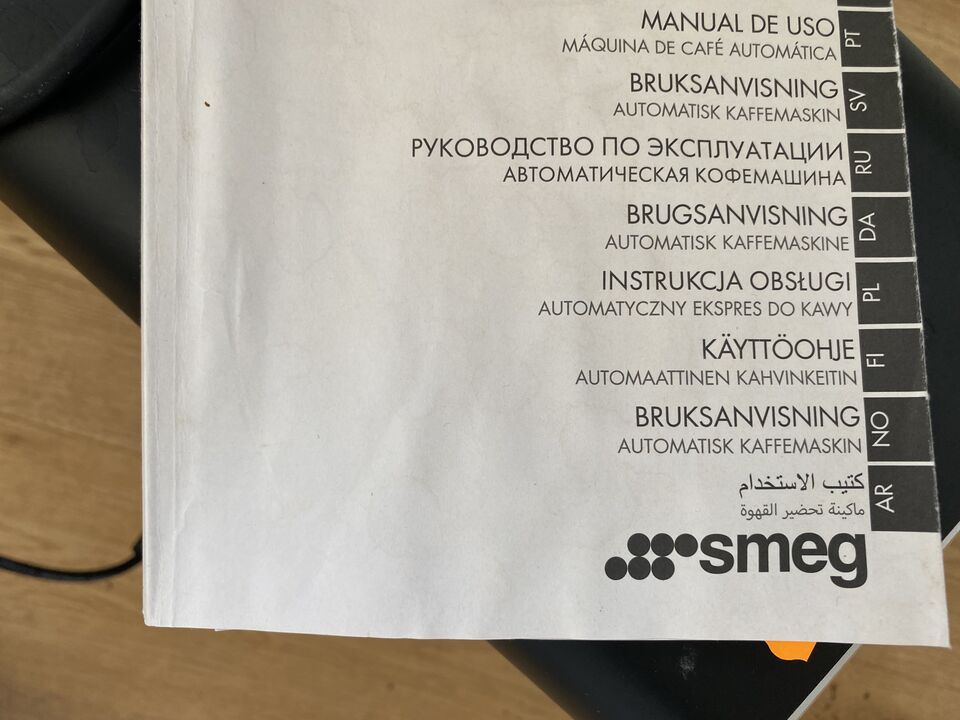 MANUAL DE USO
MÁQUINA DE CAFÉ AUTOMÁTICA
PT
BRUKSANVISNING
AUTOMATISK KAFFEMASKIN
SV
РУКОВОДСТВО ПО ЭКСПЛУАТАЦИИ
АВТОМАТИЧЕСКАЯ КОФЕМАШИНА
RU
BRUGSANVISNING
AUTOMATISK KAFFEMASKINE
DA
INSTRUKCJA OBSŁUGI
AUTOMATYCZNY EKSPRES DO KAWY
PL
KÄYTTÖOHJE
AUTOMAATTINEN KAHVINKEITIN
FI
BRUKSANVISNING
AUTOMATISK KAFFEMASKIN
NO
كتيب الاستخدام
ماكينة تحضير القهوة
AR
smeg